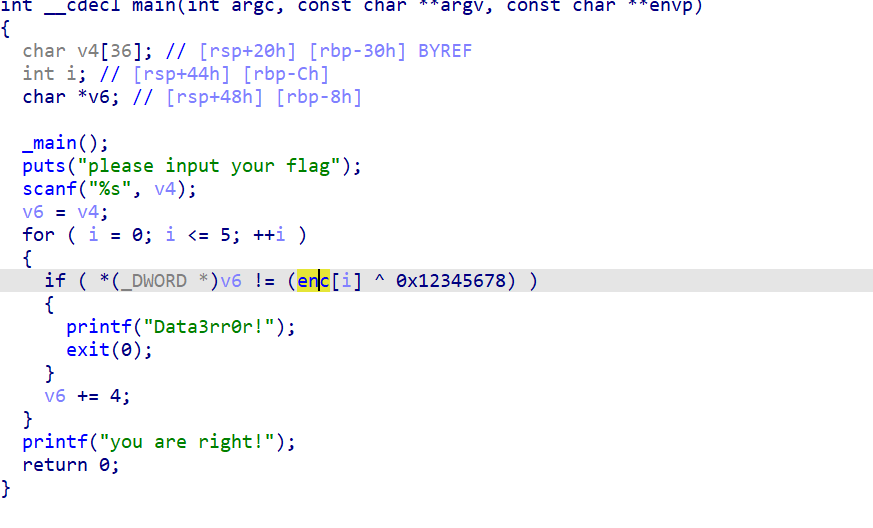 int __cdecl main(int argc, const char **argv, const char **envp)
{
  char v4[36]; // [rsp+20h] [rbp-30h] BYREF
  int i; // [rsp+44h] [rbp-Ch]
  char *v6; // [rsp+48h] [rbp-8h]

  _main();
  puts("please input your flag");
  scanf("%s", v4);
  v6 = v4;
  for ( i = 0; i <= 5; ++i )
  {
    if ( *(_DWORD *)v6 != (enc[i] ^ 0x12345678) )
    {
      printf("Data3rr0r!");
      exit(0);
    }
    v6 += 4;
  }
  printf("you are right!");
  return 0;
}